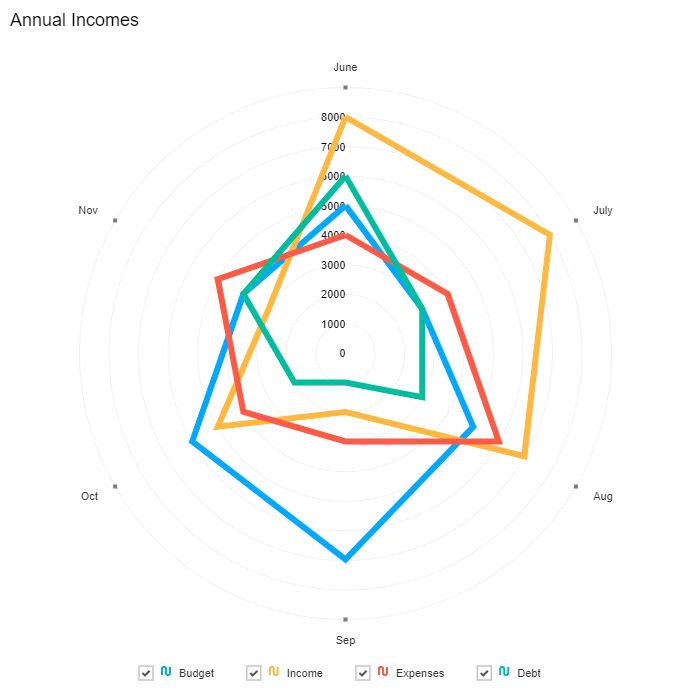 Annual Incomes
June
8000
7000
6000
5000
4000
3000
2000
1000
0
Nov
July
Oct
Aug
Sep
Budget Income Expenses Debt